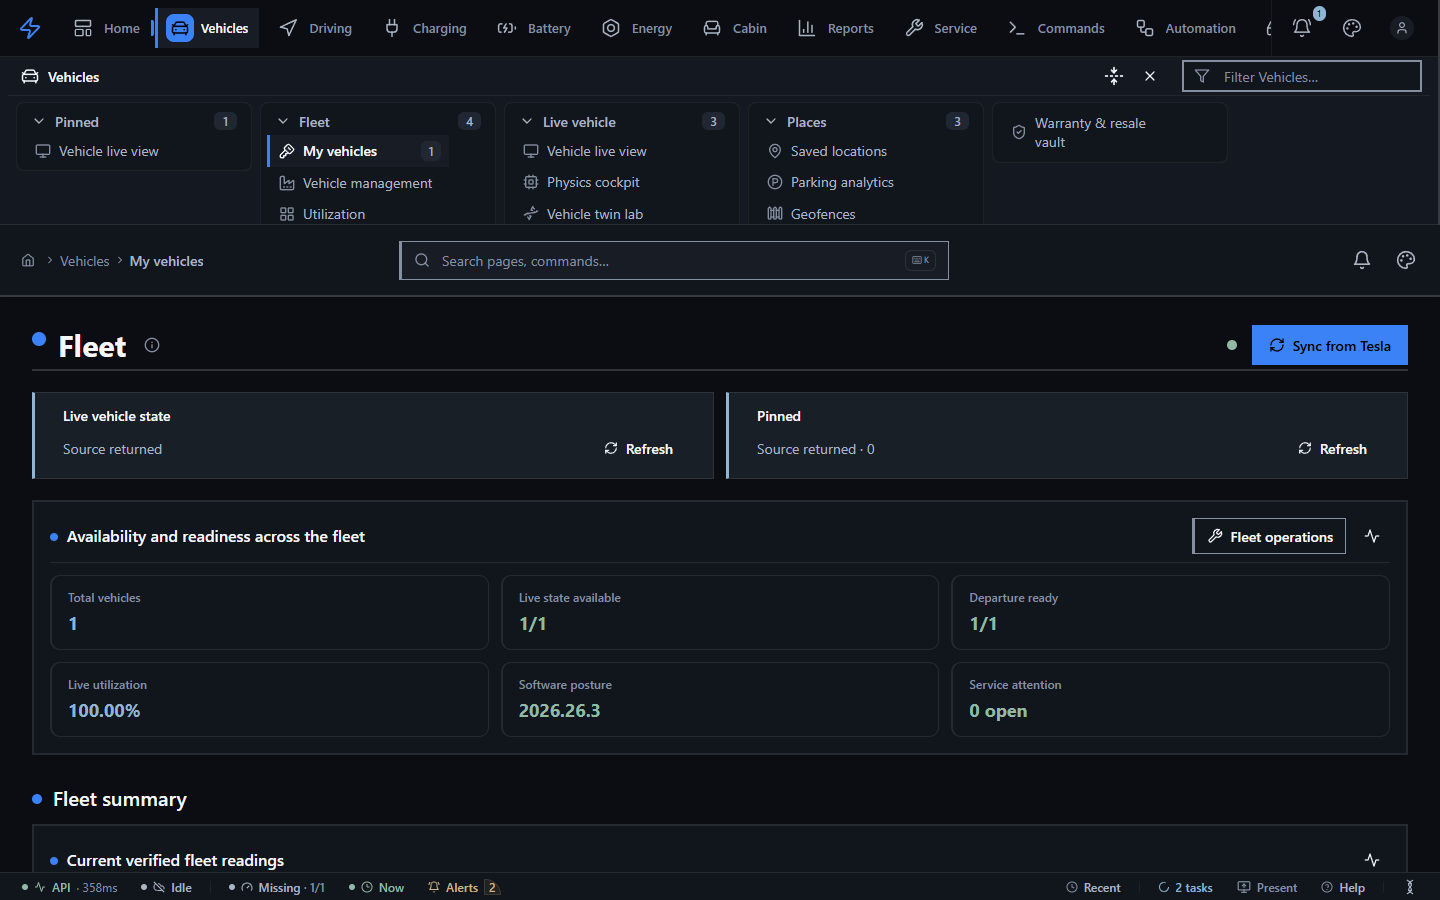 Home
Vehicles
Driving
Charging
Battery
Energy
Cabin
Reports
Service
Commands
Automation
1
Vehicles
Filter Vehicles...
Pinned 1
Vehicle live view
Fleet 4
My vehicles 1
Vehicle management
Utilization
Live vehicle 3
Vehicle live view
Physics cockpit
Vehicle twin lab
Places 3
Saved locations
Parking analytics
Geofences
Warranty & resale
vault
Vehicles > My vehicles
Search pages, commands...
K
Fleet
Sync from Tesla
Live vehicle state
Source returned
Refresh
Pinned
Source returned · 0
Refresh
Availability and readiness across the fleet
Fleet operations
Total vehicles
1
Live state available
1/1
Departure ready
1/1
Live utilization
100.00%
Software posture
2026.26.3
Service attention
0 open
Fleet summary
Current verified fleet readings
API · 358ms
Idle
Missing · 1/1
Now
Alerts 2
Recent
2 tasks
Present
Help